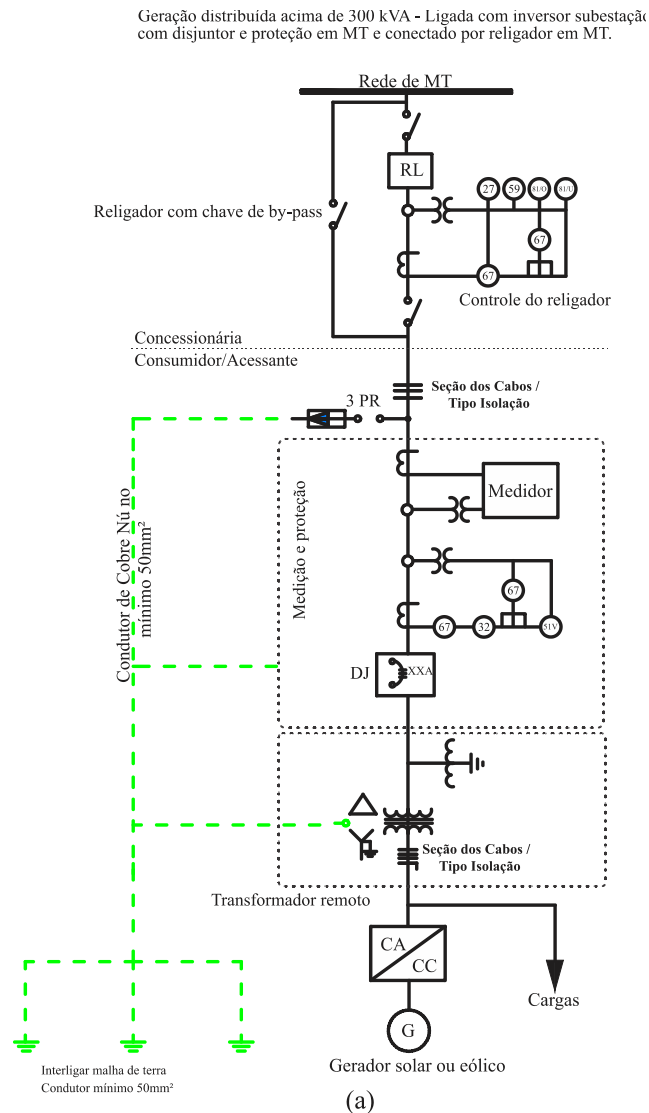 Geração distribuída acima de 300 kVA - Ligada com inversor subestação
com disjuntor e proteção em MT e conectado por religador em MT.
Rede de MT
RL
27
59
81/O
81/U
Religador com chave de by-pass
67
67
Controle do religador
Concessionária
Consumidor/Acessante
Seção dos Cabos /
Tipo Isolação
3 PR
Medidor
Condutor de Cobre Nú no
mínimo 50mm²
Medição e proteção
67
67
32
51V
DJ
XXA
Seção dos Cabos /
Tipo Isolação
Transformador remoto
CA
CC
Cargas
G
Gerador solar ou eólico
Interligar malha de terra
Condutor mínimo 50mm²
(a)